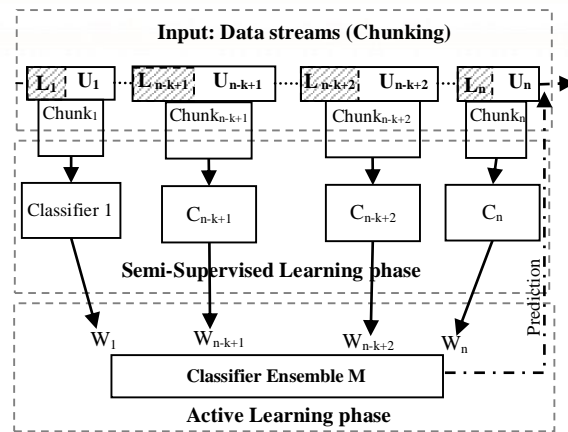 Input: Data streams (Chunking)
L1 U1 L n-k+1 Un-k+1 L n-k+2 Un-k+2 Ln Un
Chunk1 Chunkn-k+1 Chunkn-k+2 Chunkn
Classifier 1 Cn-k+1 Cn-k+2 Cn
Semi-Supervised Learning phase
Prediction
W1 Wn-k+1 Wn-k+2 Wn
Classifier Ensemble M
Active Learning phase